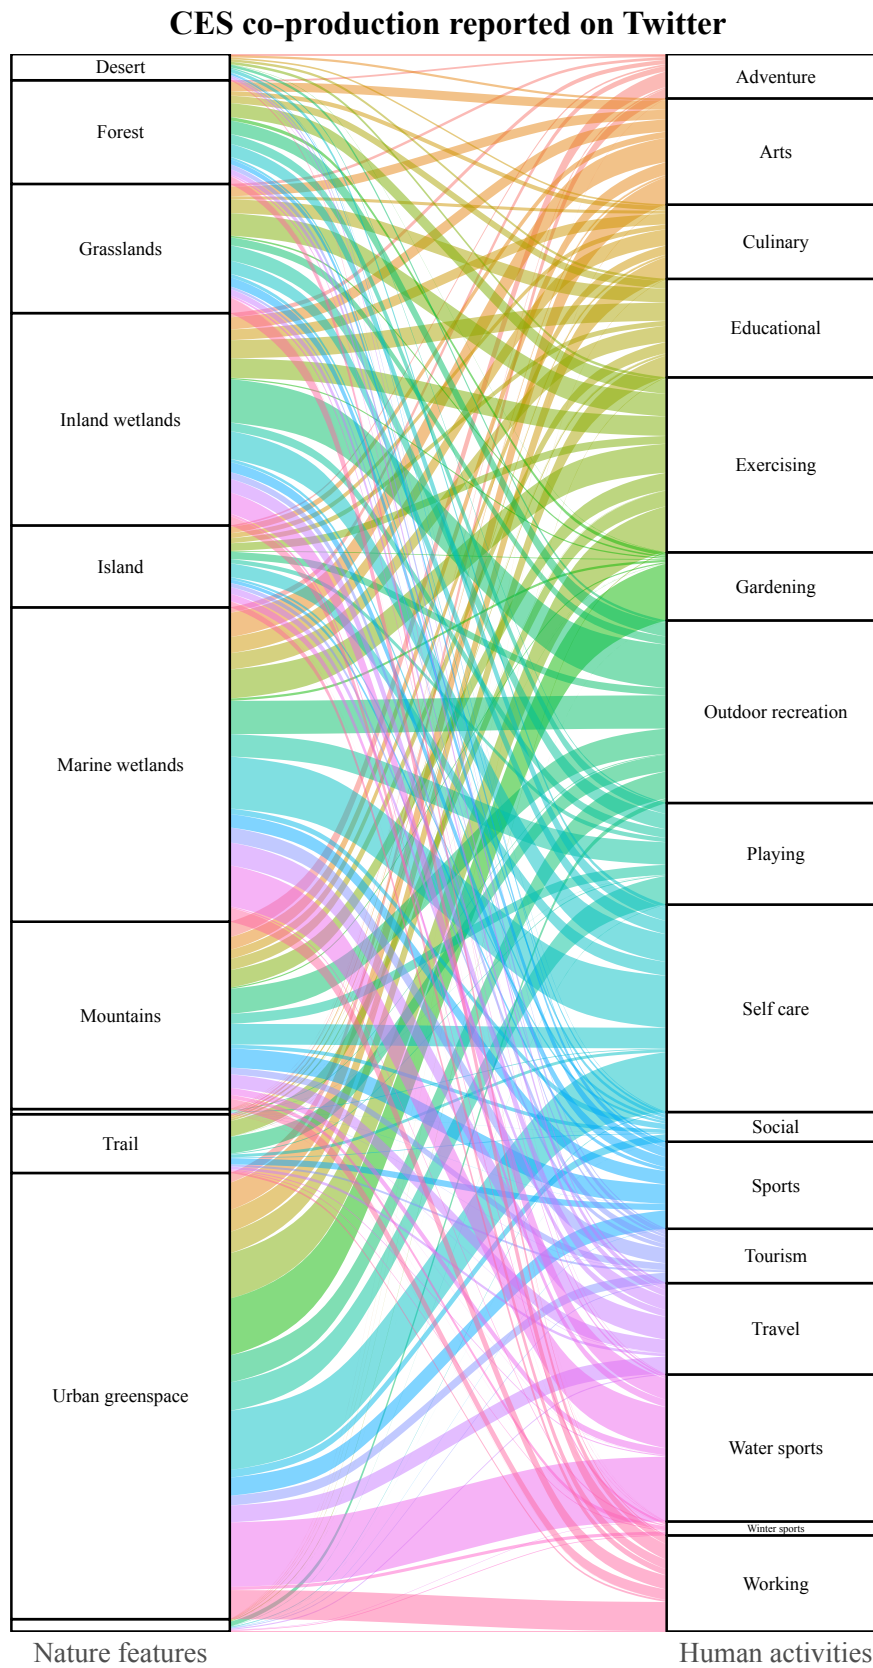 CES co-production reported on Twitter
Desert
Forest
Grasslands
Inland wetlands
Island
Marine wetlands
Mountains
Trail
Urban greenspace
Nature features
Adventure
Arts
Culinary
Educational
Exercising
Gardening
Outdoor recreation
Playing
Self care
Social
Sports
Tourism
Travel
Water sports
Winter sports
Working
Human activities